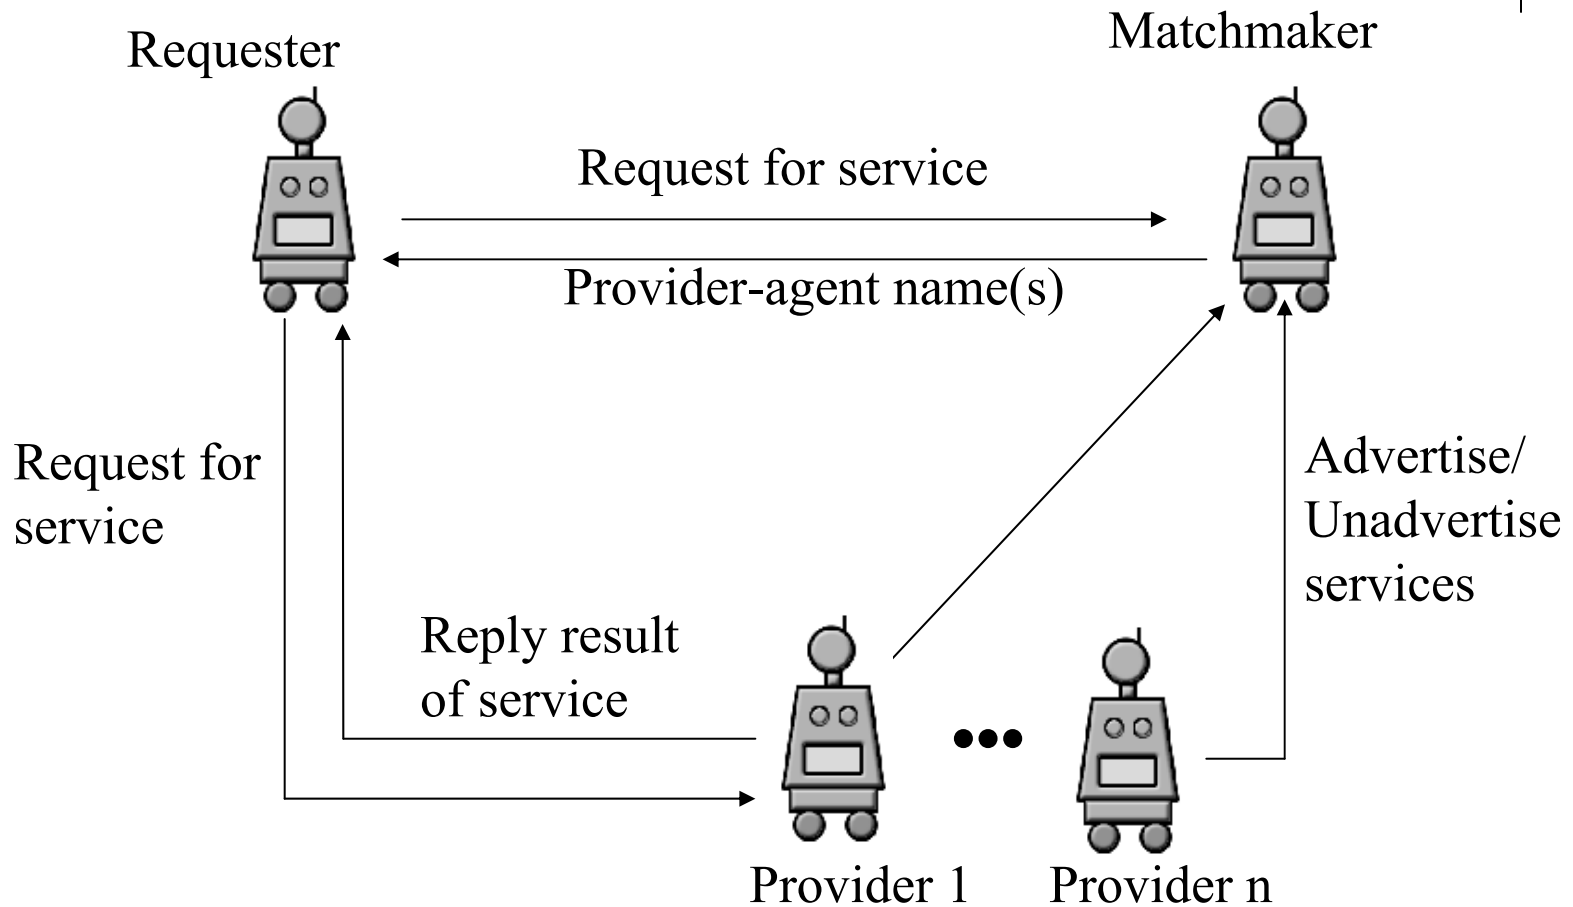 Requester
Matchmaker
Request for service
Provider-agent name(s)
Request for
service
Advertise/
Unadvertise
services
Reply result
of service
Provider 1
Provider n